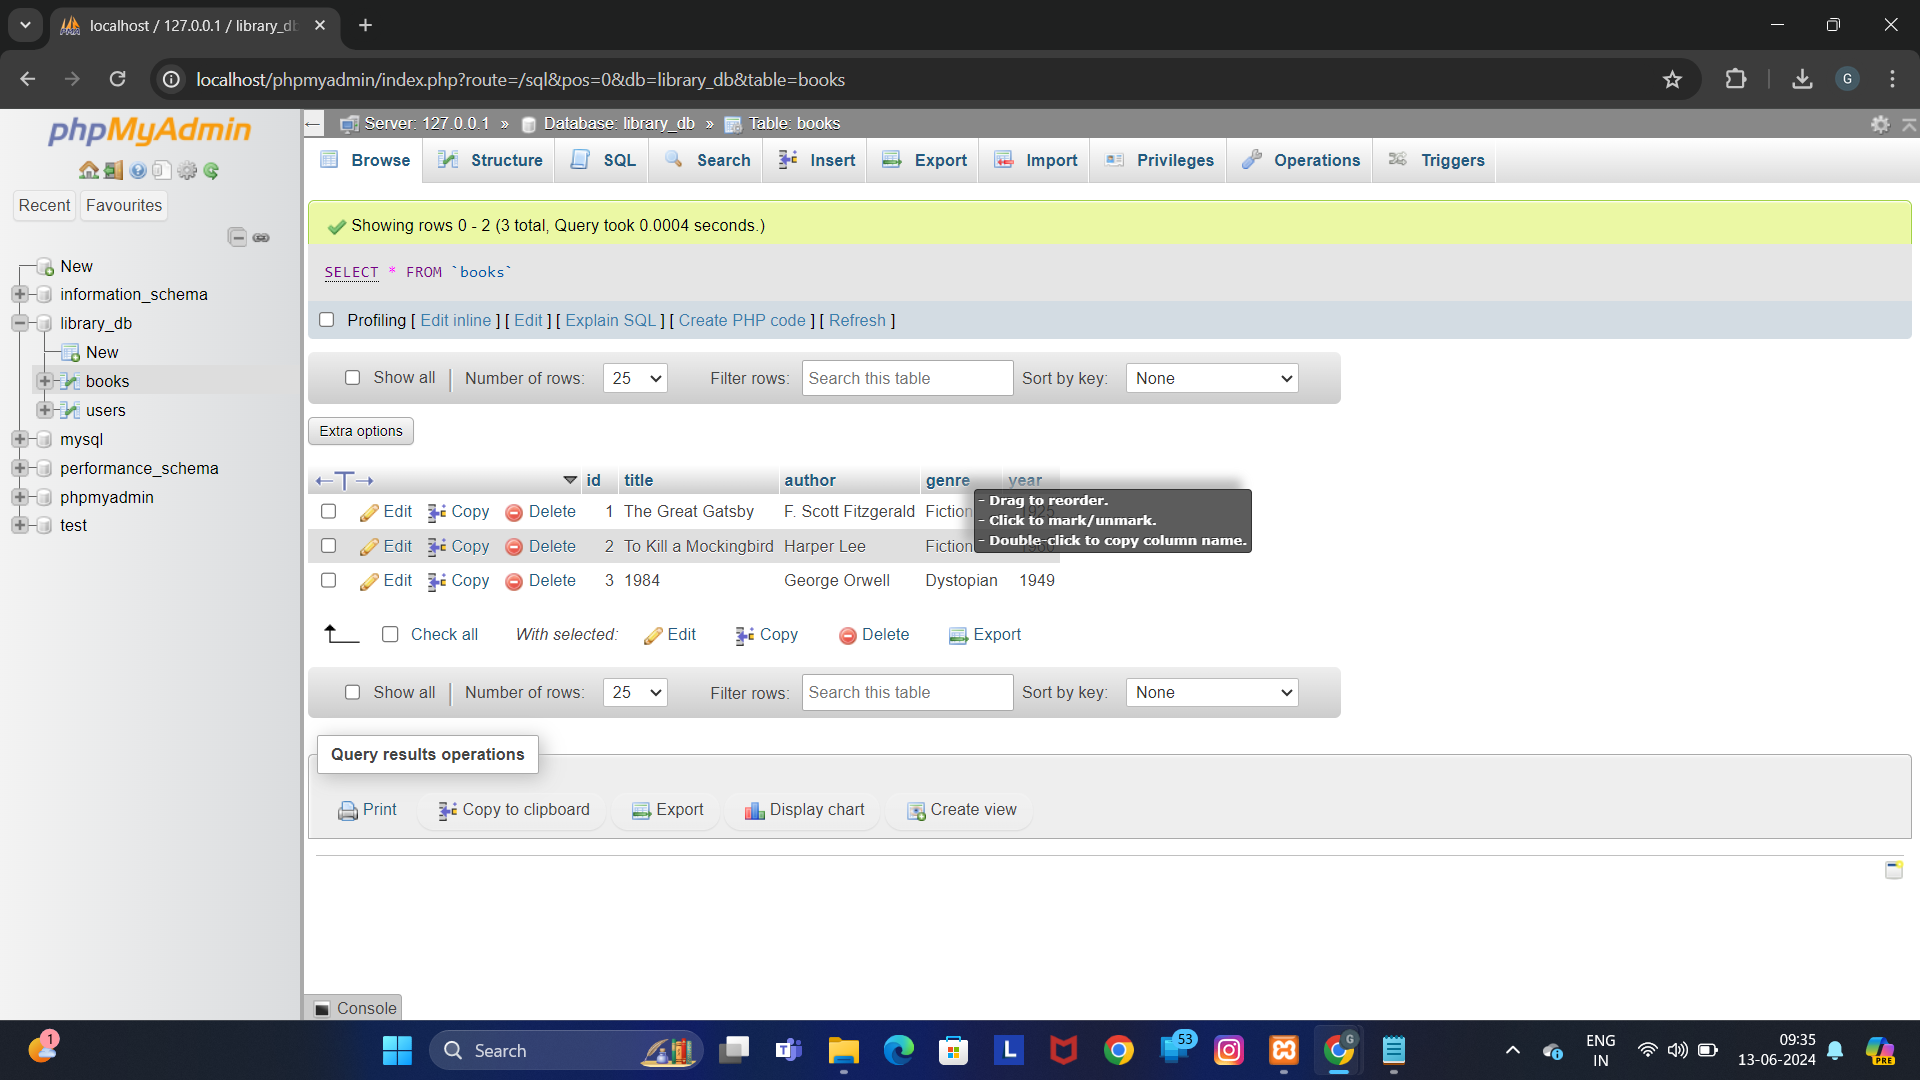 localhost / 127.0.0.1 / library_db
localhost/phpmyadmin/index.php?route=/sql&pos=0&db=library_db&table=books
G
phpMyAdmin
Recent Favourites
New
information_schema
library_db
New
books
users
mysql
performance_schema
phpmyadmin
test
Server: 127.0.0.1 » Database: library_db » Table: books
Browse Structure SQL Search Insert Export Import Privileges Operations Triggers
Showing rows 0 - 2 (3 total, Query took 0.0004 seconds.)
SELECT * FROM `books`
Profiling [ Edit inline ] [ Edit ] [ Explain SQL ] [ Create PHP code ] [ Refresh ]
Show all | Number of rows: 25 Filter rows: Search this table Sort by key: None
Extra options
←T→ id title author genre year
Edit Copy Delete 1 The Great Gatsby F. Scott Fitzgerald Fiction 1925
Edit Copy Delete 2 To Kill a Mockingbird Harper Lee Fiction 1960
Edit Copy Delete 3 1984 George Orwell Dystopian 1949
- Drag to reorder.
- Click to mark/unmark.
- Double-click to copy column name.
Check all With selected: Edit Copy Delete Export
Show all | Number of rows: 25 Filter rows: Search this table Sort by key: None
Query results operations
Print Copy to clipboard Export Display chart Create view
Console
1
Search
L
53
G
ENG
IN
09:35
13-06-2024
PRE